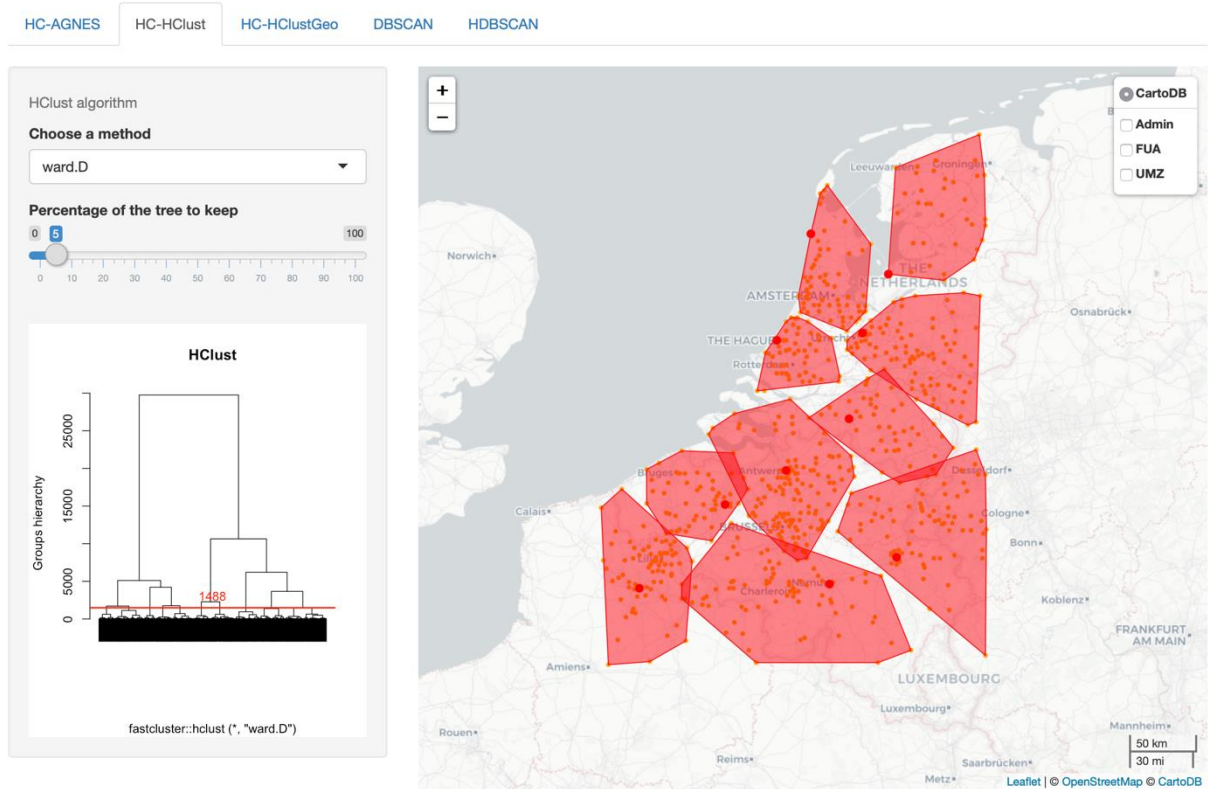 HC-AGNES HC-HClust HC-HClustGeo DBSCAN HDBSCAN
HClust algorithm
Choose a method
ward.D
Percentage of the tree to keep
0 5 100
0 10 20 30 40 50 60 70 80 90 100
HClust
Groups hierarchy
25000
15000
5000
0
1488
fastcluster::hclust (*, "ward.D")
+
−
CartoDB
Admin
FUA
UMZ
Leeuwarden
Groningen
Norwich
THE
NETHERLANDS
AMSTERDAM
Osnabrück
THE HAGUE
Utrecht
Rotterdam
Bruges
Antwerp
Dusseldorf
Calais
Cologne
BRUSSELS
Bonn
Lille
Namur
Charleroi
Koblenz
FRANKFURT
AM MAIN
Amiens
LUXEMBOURG
Luxembourg
Rouen
Mannheim
Reims
Saarbrücken
Metz
50 km
30 mi
Leaflet | © OpenStreetMap © CartoDB